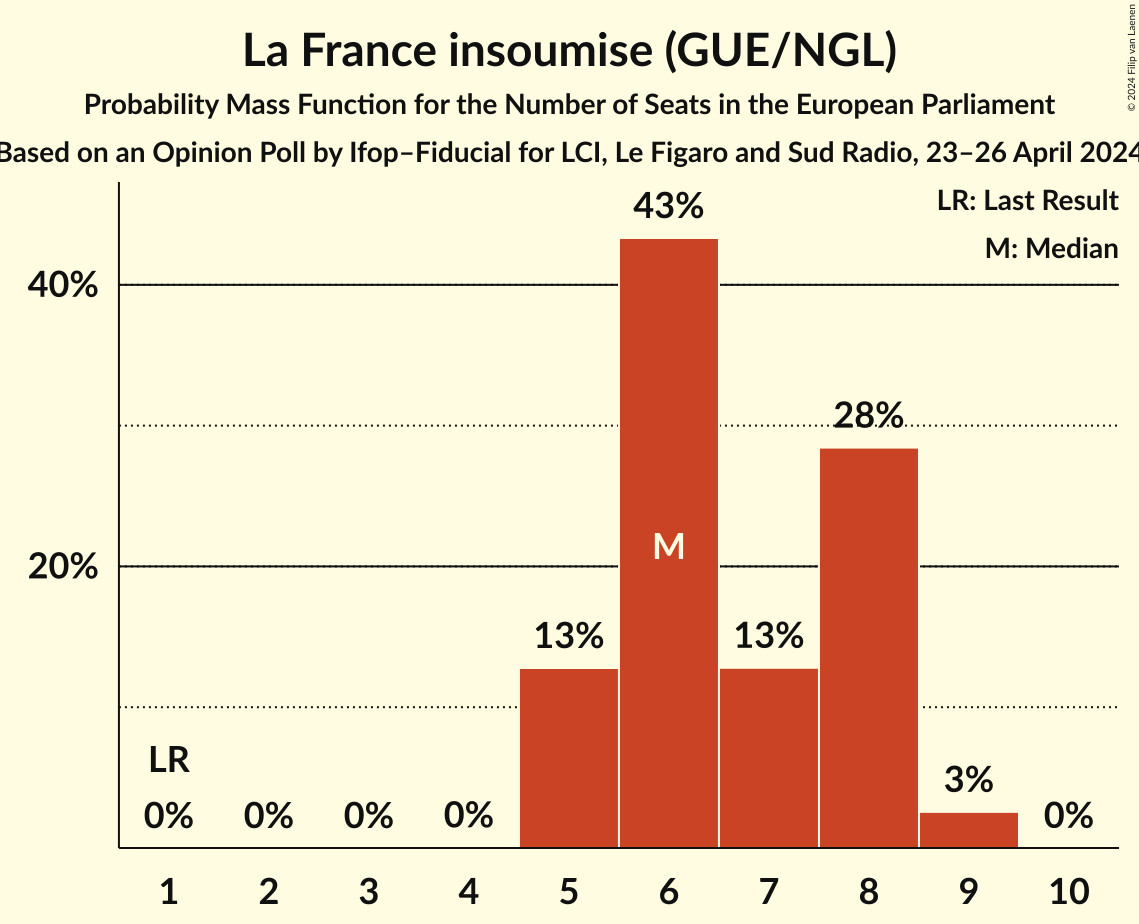 La France insoumise (GUE/NGL)
Probability Mass Function for the Number of Seats in the European Parliament
Based on an Opinion Poll by Ifop–Fiducial for LCI, Le Figaro and Sud Radio, 23–26 April 2024
© 2024 Filip van Laenen
LR: Last Result
M: Median
43%
40%
28%
M
20%
13%
13%
LR
3%
0%
0%
0%
0%
0%
1 2 3 4 5 6 7 8 9 10